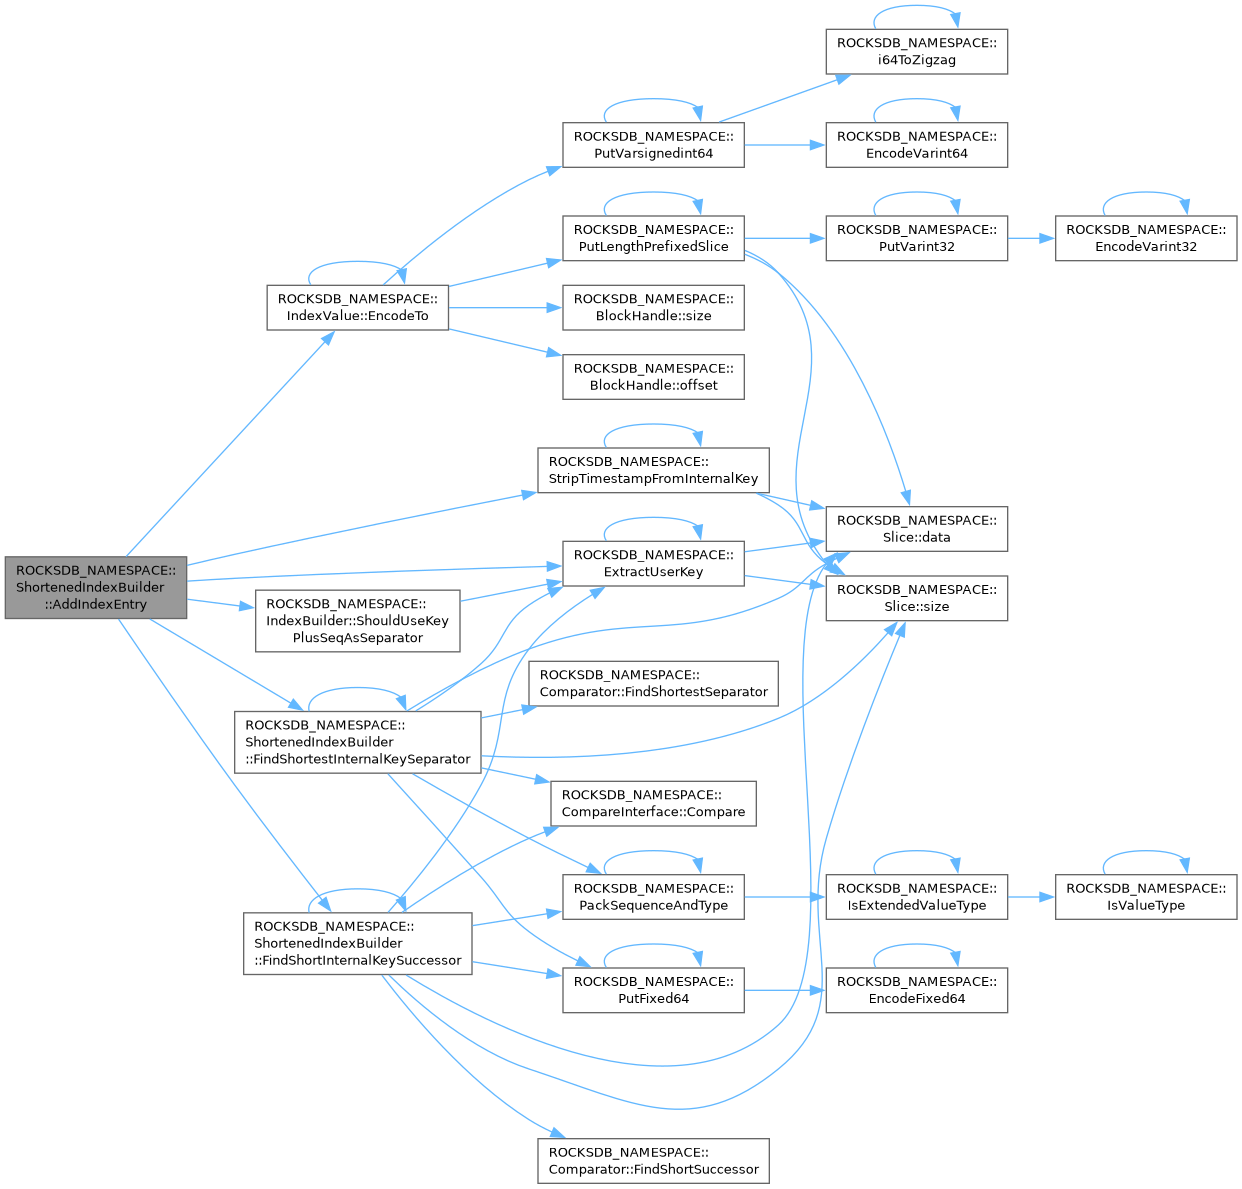 ROCKSDB_NAMESPACE::
ShortenedIndexBuilder
::AddIndexEntry
ROCKSDB_NAMESPACE::
IndexValue::EncodeTo
ROCKSDB_NAMESPACE::
IndexBuilder::ShouldUseKey
PlusSeqAsSeparator
ROCKSDB_NAMESPACE::
ShortenedIndexBuilder
::FindShortestInternalKeySeparator
ROCKSDB_NAMESPACE::
ShortenedIndexBuilder
::FindShortInternalKeySuccessor
ROCKSDB_NAMESPACE::
PutVarsignedint64
ROCKSDB_NAMESPACE::
PutLengthPrefixedSlice
ROCKSDB_NAMESPACE::
BlockHandle::size
ROCKSDB_NAMESPACE::
BlockHandle::offset
ROCKSDB_NAMESPACE::
StripTimestampFromInternalKey
ROCKSDB_NAMESPACE::
ExtractUserKey
ROCKSDB_NAMESPACE::
Comparator::FindShortestSeparator
ROCKSDB_NAMESPACE::
CompareInterface::Compare
ROCKSDB_NAMESPACE::
PackSequenceAndType
ROCKSDB_NAMESPACE::
PutFixed64
ROCKSDB_NAMESPACE::
Comparator::FindShortSuccessor
ROCKSDB_NAMESPACE::
i64ToZigzag
ROCKSDB_NAMESPACE::
EncodeVarint64
ROCKSDB_NAMESPACE::
PutVarint32
ROCKSDB_NAMESPACE::
Slice::data
ROCKSDB_NAMESPACE::
Slice::size
ROCKSDB_NAMESPACE::
IsExtendedValueType
ROCKSDB_NAMESPACE::
EncodeFixed64
ROCKSDB_NAMESPACE::
EncodeVarint32
ROCKSDB_NAMESPACE::
IsValueType